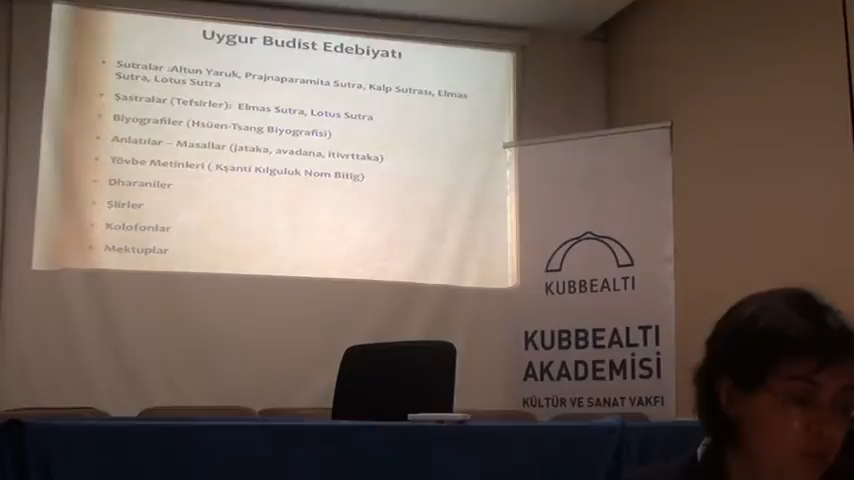 Uygur Budist Edebiyatı
Sutralar :Altun Yaruk, Prajnaparamita Sutra, Kalp Sutrası, Elmas
Sutra, Lotus Sutra
Şastralar (Tefsirler): Elmas Sutra, Lotus Sutra
Biyografiler (Hsüen-Tsang Biyografisi)
Anlatılar – Masallar (jataka, avadana, itivrttaka)
Tövbe Metinleri ( Kşanti Kılguluk Nom Bitig)
Dharaniler
Şiirler
Kolofonlar
Mektuplar
KUBBEALTI
KUBBEALTI
AKADEMİSİ
KÜLTÜR VE SANAT VAKFI